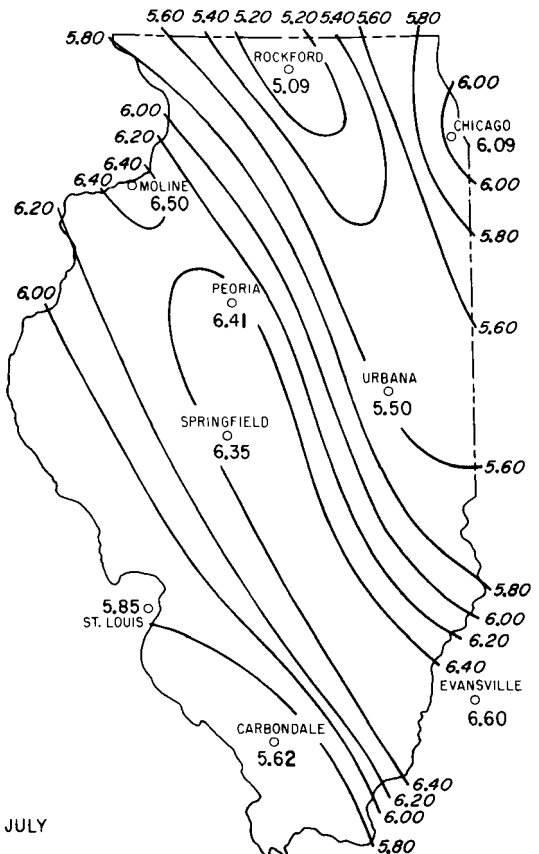 5.60 5.40 5.20 5.20 5.40 5.60 5.80
5.80
ROCKFORD
5.09
6.00
6.00
CHICAGO
6.09
6.20
6.40
6.40
MOLINE
6.50
6.00
6.20
5.80
PEORIA
6.41
6.00
5.60
URBANA
5.50
SPRINGFIELD
6.35
5.60
5.80
5.85
ST. LOUIS
6.00
6.20
6.40
EVANSVILLE
6.60
CARBONDALE
5.62
6.40
6.20
6.00
JULY
5.80